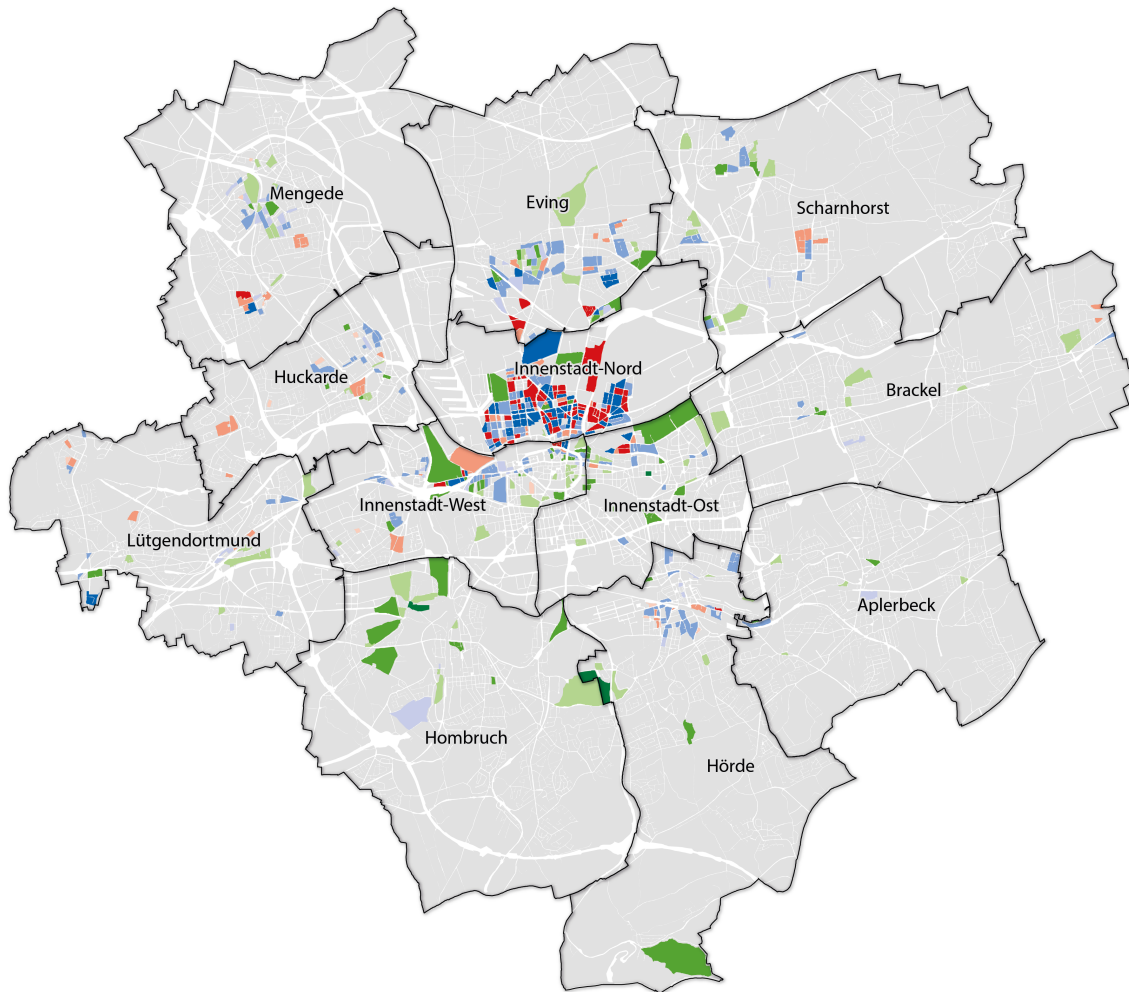 Mengede
Eving
Scharnhorst
Innenstadt-Nord
Huckarde
Brackel
Innenstadt-West
Innenstadt-Ost
Lütgendortmund
Aplerbeck
Hombruch
Hörde